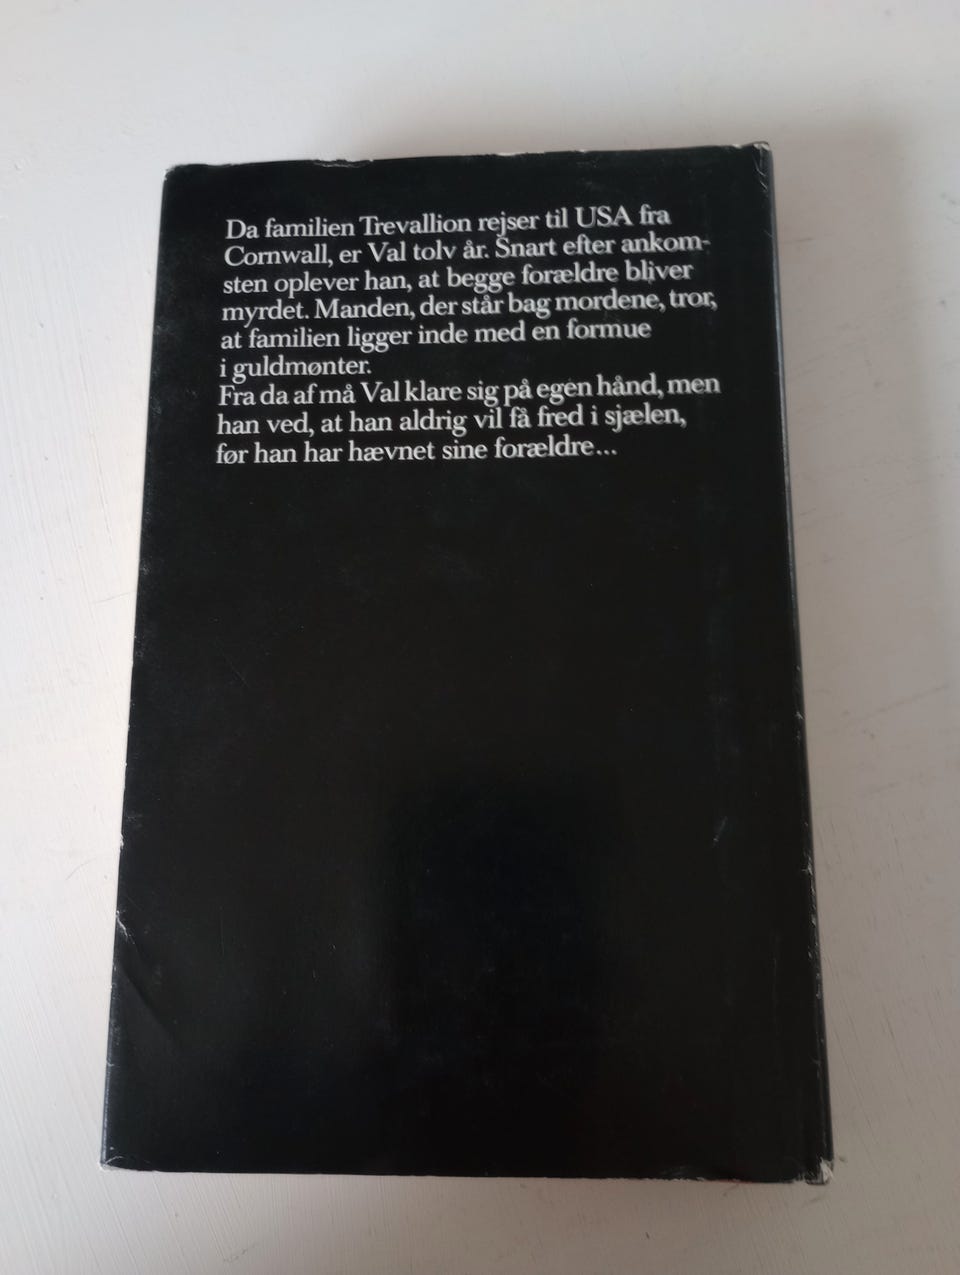 Da familien Trevallion rejser til USA fra
Cornwall, er Val tolv år. Snart efter ankom-
sten oplever han, at begge forældre bliver
myrdet. Manden, der står bag mordene, tror,
at familien ligger inde med en formue
i guldmønter.
Fra da af må Val klare sig på egen hånd, men
han ved, at han aldrig vil få fred i sjælen,
før han har hævnet sine forældre...